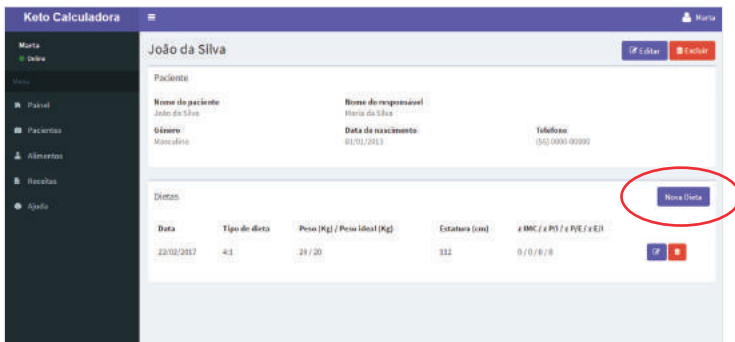 Keto Calculadora
Marta
Marta
Online
Menu
Painel
Pacientes
Alimentos
Receitas
Ajuda
João da Silva
Editar
Excluir
Paciente
Nome do paciente Nome do responsável
João da Silva Maria da Silva
Gênero Data de nascimento Telefone
Masculino 01/01/2013 (55) 0000-00000
Dietas
Nova Dieta
Data Tipo de dieta Peso (Kg) / Peso ideal (Kg) Estatura (cm) z IMC / z P/I / z P/E / z E/I
22/02/2017 4:1 20 / 20 112 0 / 0 / 0 / 0